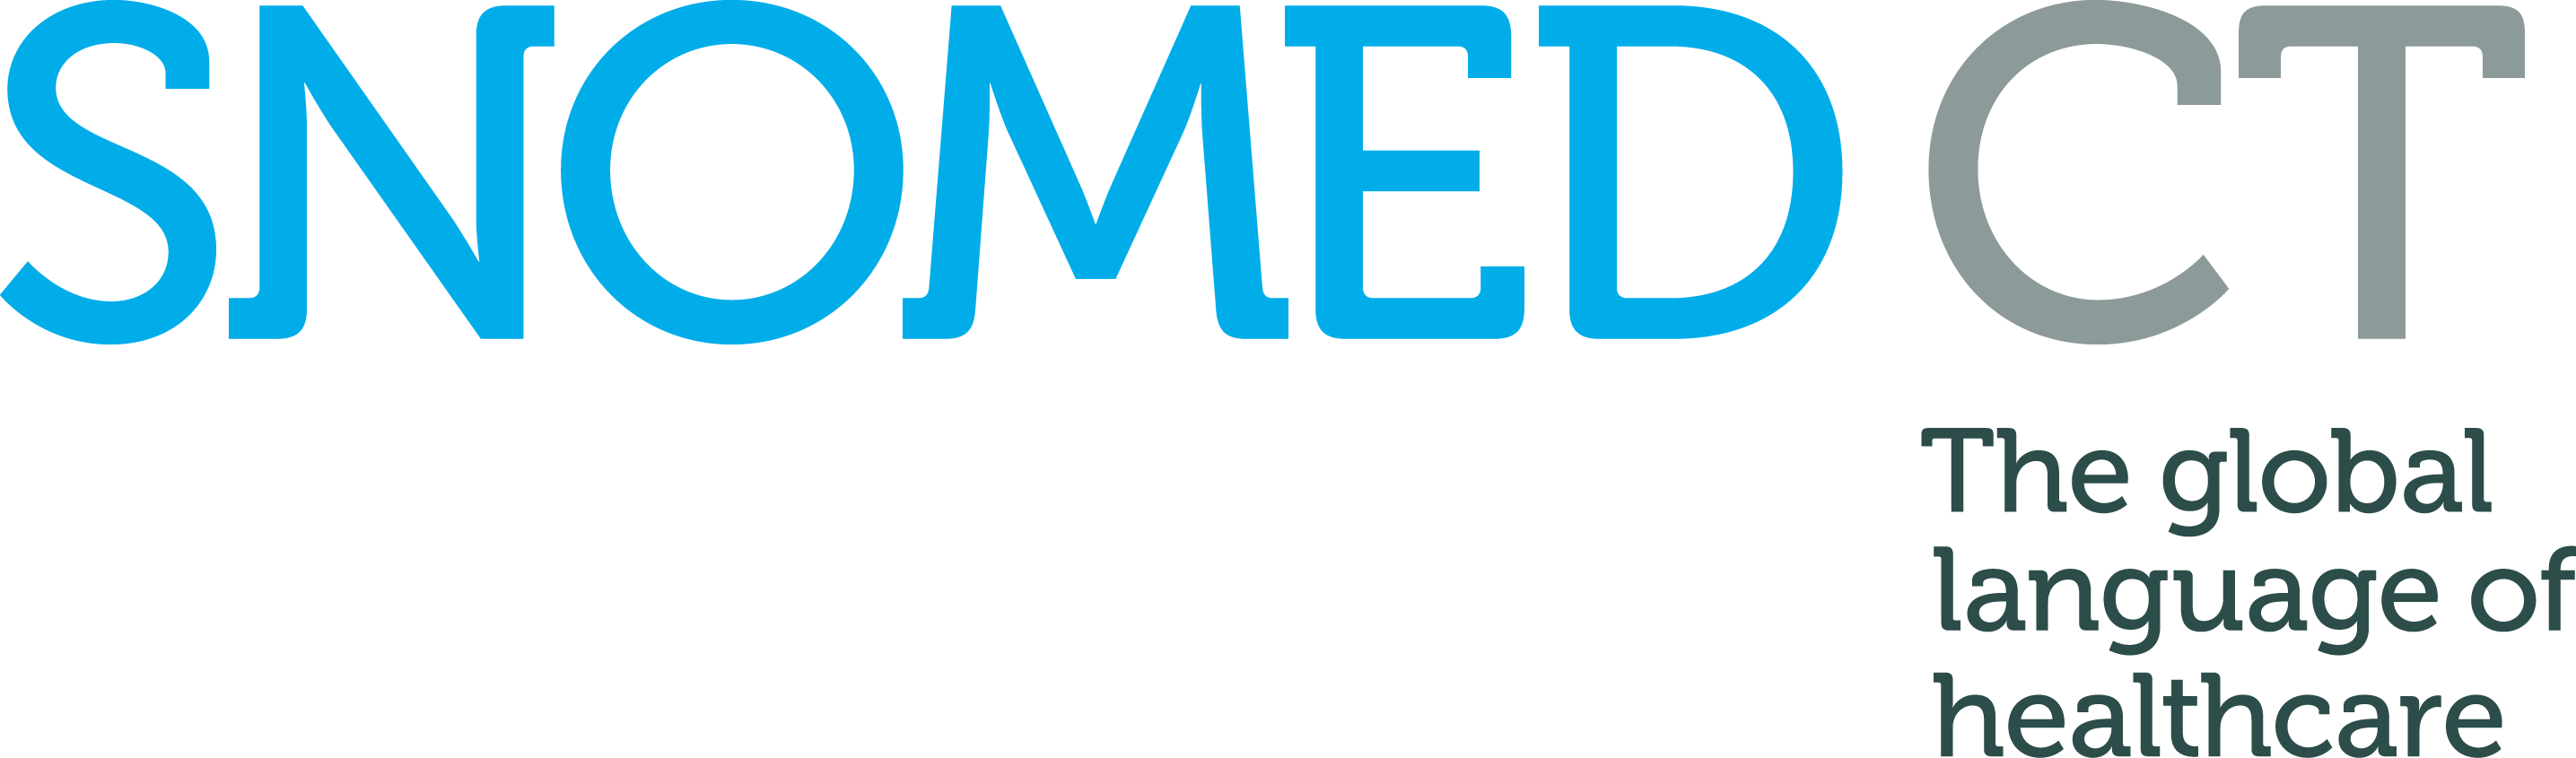 SNOMED CT
The global
language of
healthcare